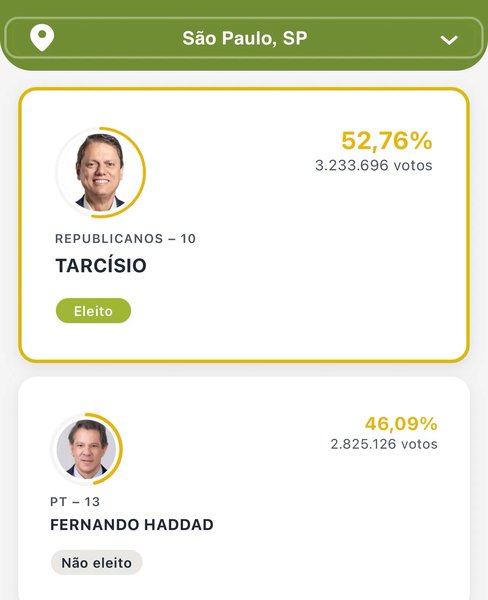 São Paulo, SP
52,76%
3.233.696 votos
REPUBLICANOS – 10
TARCÍSIO
Eleito
46,09%
2.825.126 votos
PT – 13
FERNANDO HADDAD
Não eleito